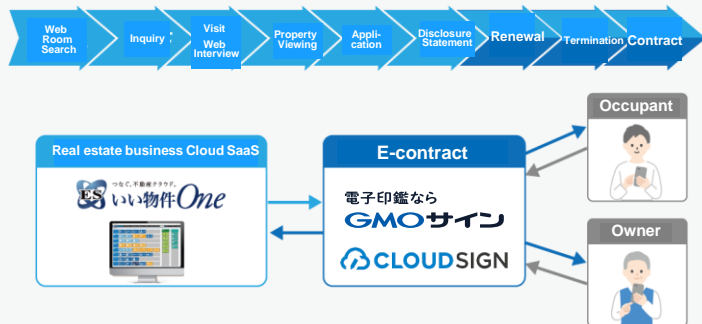 Web
Room
Search
Inquiry
Visit
Web
Interview
Property
Viewing
Appli-
cation
Disclosure
Statement
Renewal
Termination
Contract
Real estate business Cloud SaaS
つなぐ、不動産クラウド。
ES いい物件One
E-contract
電子印鑑なら
GMOサイン
CLOUDSIGN
Occupant
Owner